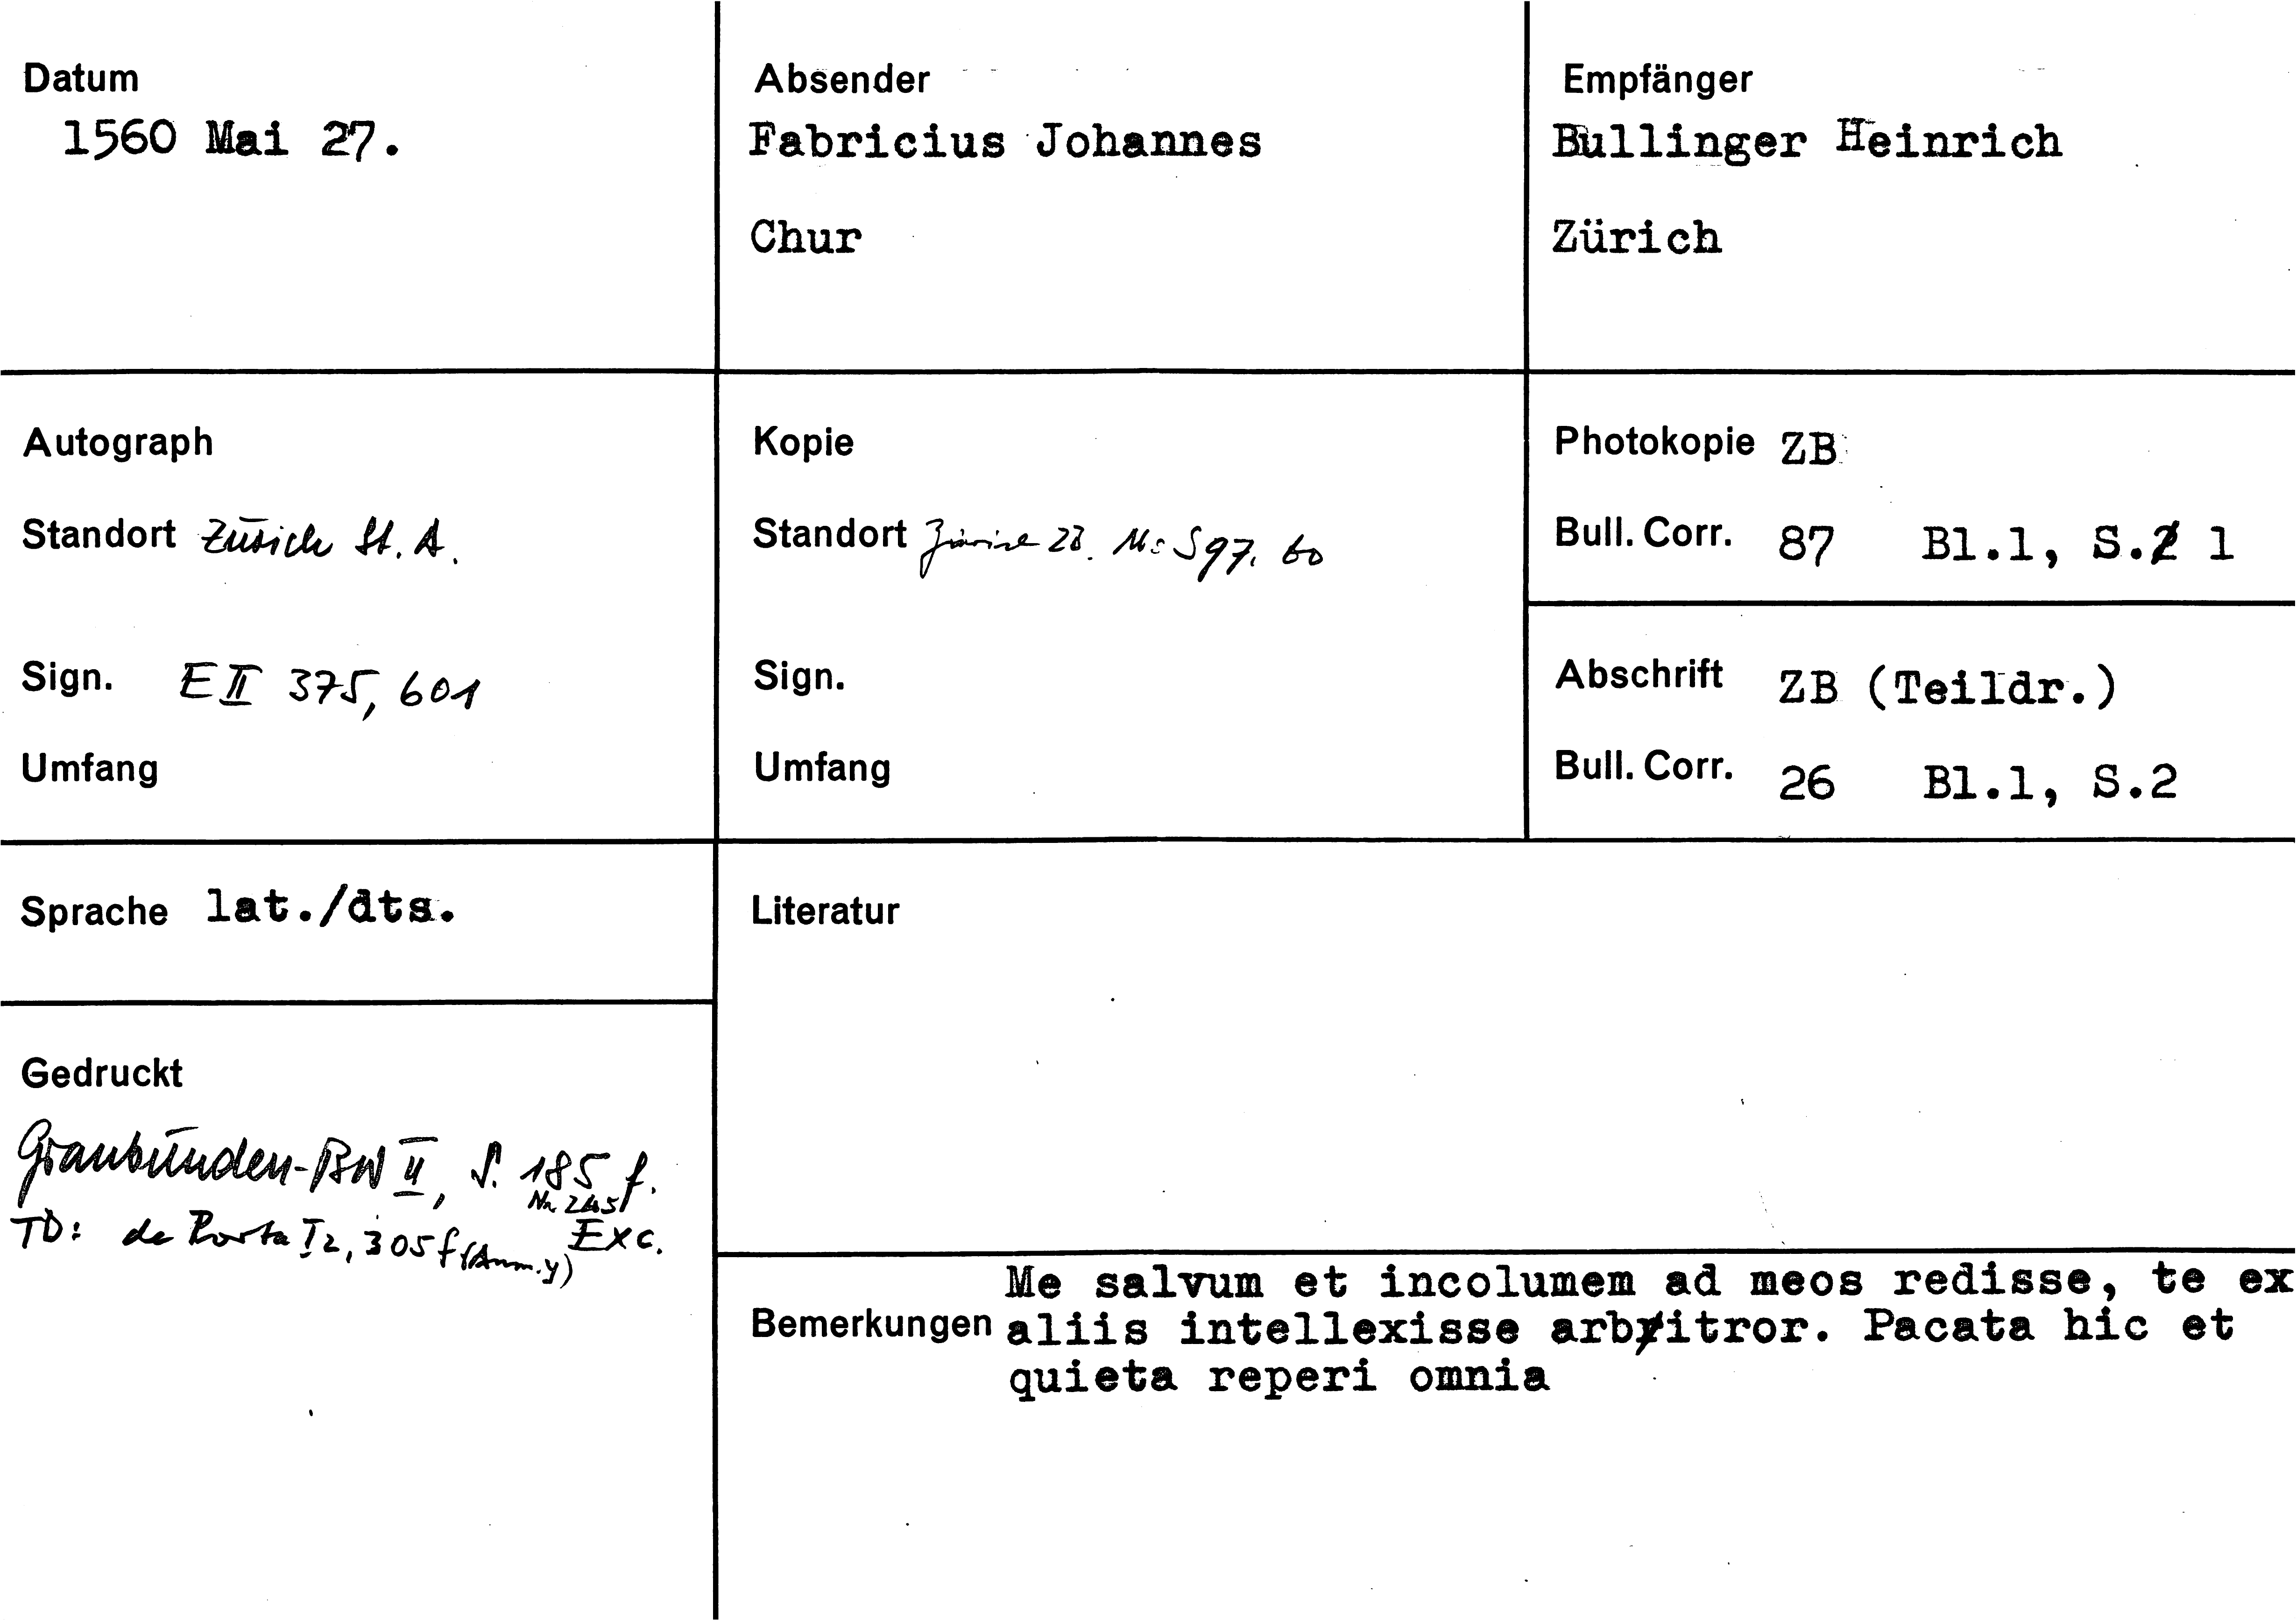 Datum
1560 Mai 27.
Absender
Fabricius Johannes
Chur
Empfänger
Bullinger Heinrich
Zürich
Autograph
Standort Zürich St. A.
Sign. E II 375, 601
Umfang
Kopie
Standort Zürich ZB. Ms S 97, 60
Sign.
Umfang
Photokopie ZB
Bull. Corr. 87 Bl.1, S.2 1
Abschrift ZB (Teildr.)
Bull. Corr. 26 Bl.1, S.2
Sprache lat./dts.
Literatur
Gedruckt
Graubünden-BW II, S. 185 f.
Nr. 245
Exc.
TD: de Porta I2, 305f (Anm. y)
Bemerkungen
Me salvum et incolumem ad meos redisse, te ex
aliis intellexisse arbitror. Pacata hic et
quieta reperi omnia